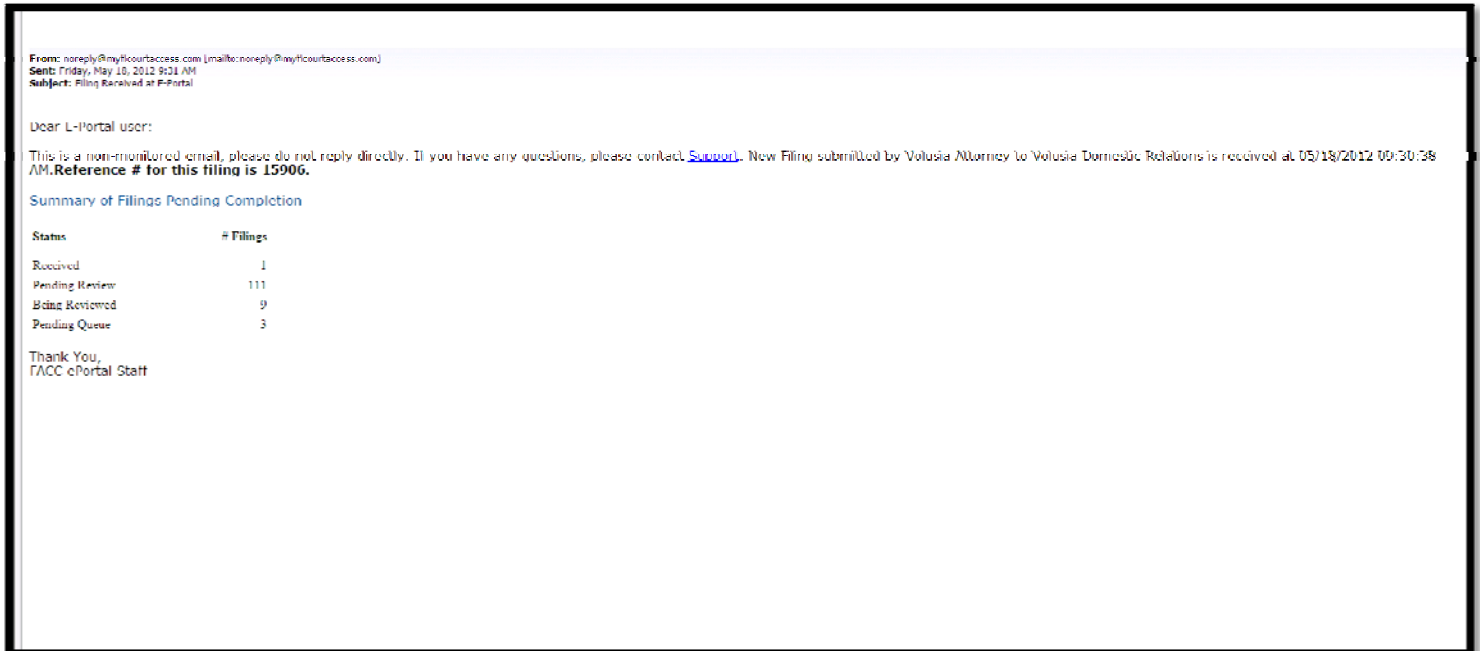 From: noreply@myflcourtaccess.com [mailto:noreply@myflcourtaccess.com]
Sent: Friday, May 18, 2012 9:31 AM
Subject: Filing Received at E-Portal
Dear E-Portal user:
This is a non-monitored email, please do not reply directly. If you have any questions, please contact Support. New Filing submitted by Volusia Attorney to Volusia Domestic Relations is received at 05/18/2012 09:30:38
AM.Reference # for this filing is 15906.
Summary of Filings Pending Completion
Status # Filings
Received 1
Pending Review 111
Being Reviewed 9
Pending Queue 3
Thank You,
FACC ePortal Staff